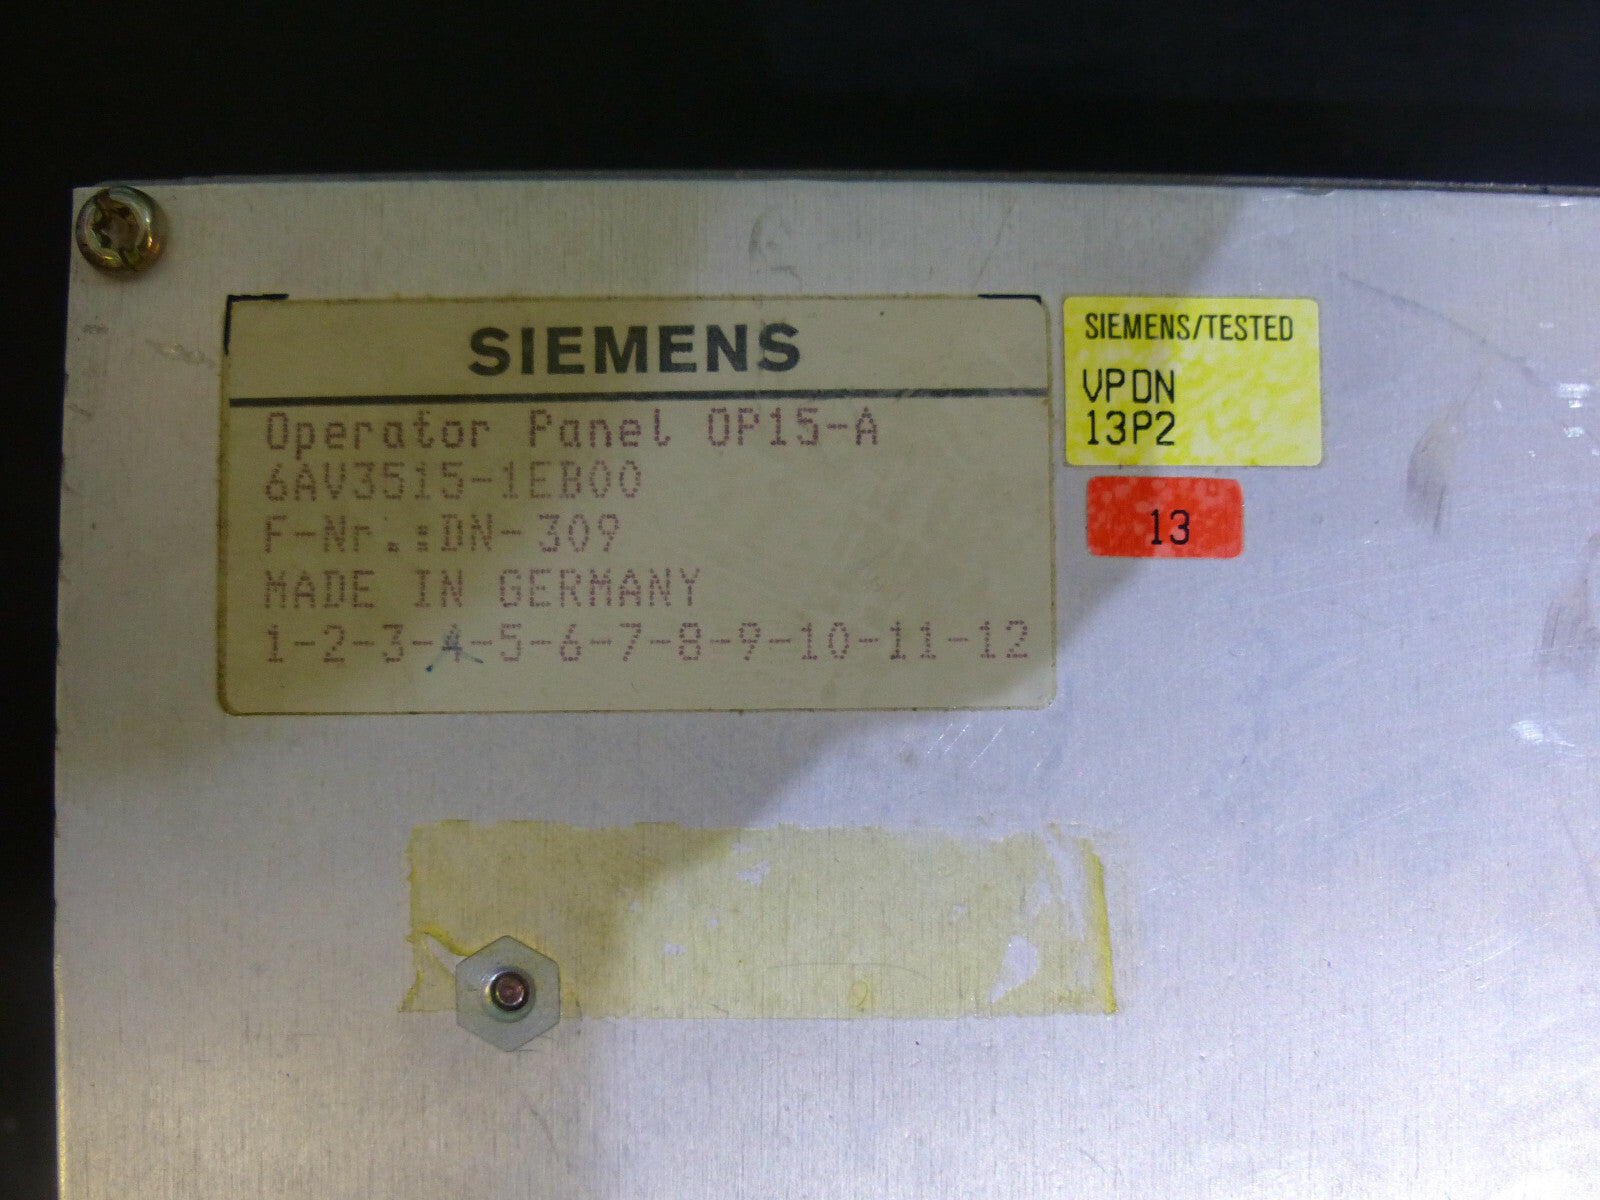 SIEMENS
Operator Panel OP15-A
6AV3515-1EB00
F-Nr.:DN-309
MADE IN GERMANY
1-2-3-4-5-6-7-8-9-10-11-12
SIEMENS/TESTED
VPDN
13P2
13